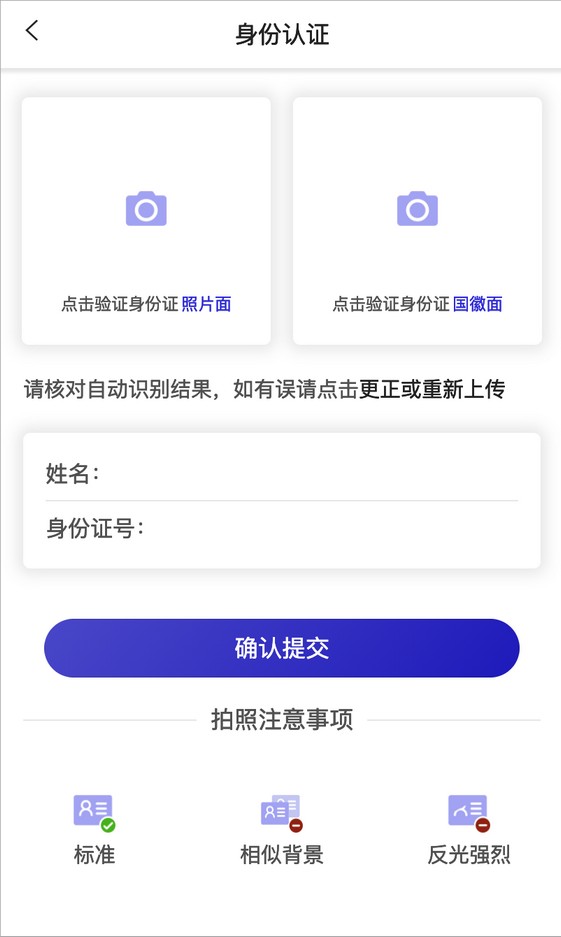 身份认证
点击验证身份证 照片面
点击验证身份证 国徽面
请核对自动识别结果，如有误请点击更正或重新上传
姓名：
身份证号：
确认提交
拍照注意事项
标准
相似背景
反光强烈